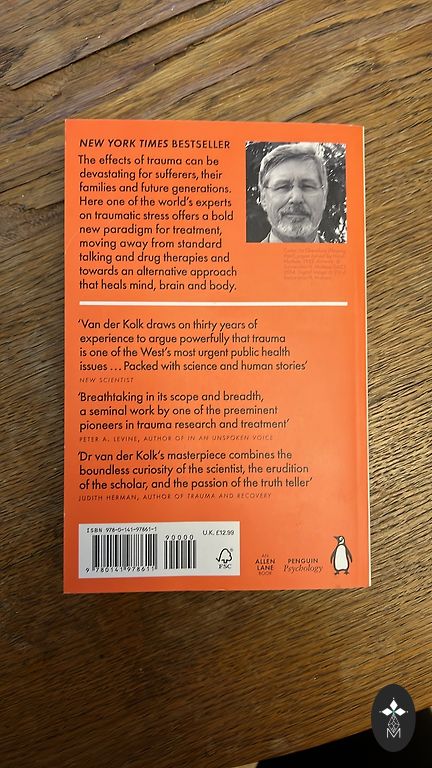 NEW YORK TIMES BESTSELLER
The effects of trauma can be
devastating for sufferers, their
families and future generations.
Here one of the world's experts
on traumatic stress offers a bold
new paradigm for treatment,
moving away from standard
talking and drug therapies and
towards an alternative approach
that heals mind, brain and body.
'Van der Kolk draws on thirty years of
experience to argue powerfully that trauma
is one of the West's most urgent public health
issues ... Packed with science and human stories'
NEW SCIENTIST
'Breathtaking in its scope and breadth,
a seminal work by one of the preeminent
pioneers in trauma research and treatment'
PETER A. LEVINE, AUTHOR OF IN AN UNSPOKEN VOICE
'Dr van der Kolk's masterpiece combines the
boundless curiosity of the scientist, the erudition
of the scholar, and the passion of the truth teller'
JUDITH HERMAN, AUTHOR OF TRAUMA AND RECOVERY
ISBN 978-0-141-97861-1
90000
U.K. £12.99
9 780141 978611
FSC
AN
ALLEN
LANE
BOOK
PENGUIN
Psychology
M